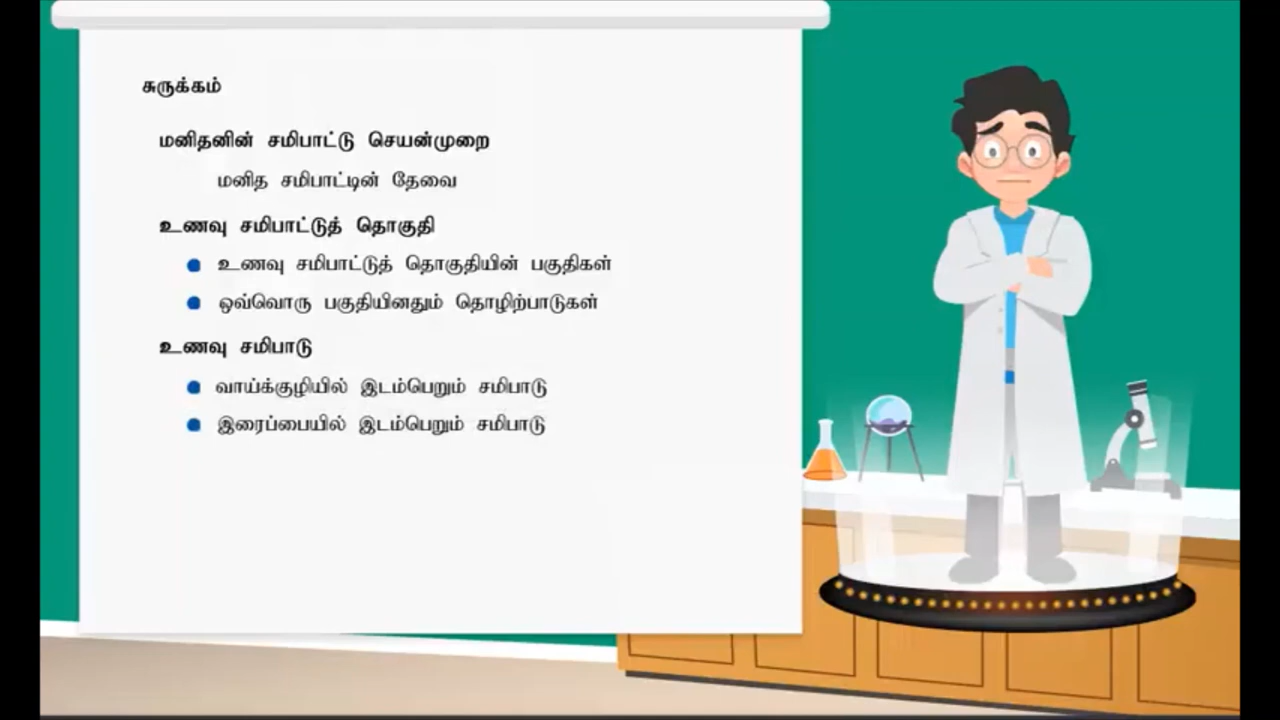 சுருக்கம்
மனிதனின் சமிபாட்டு செயன்முறை
மனித சமிபாட்டின் தேவை
உணவு சமிபாட்டுத் தொகுதி
உணவு சமிபாட்டுத் தொகுதியின் பகுதிகள்
ஒவ்வொரு பகுதியினதும் தொழிற்பாடுகள்
உணவு சமிபாடு
வாய்க்குழியில் இடம்பெறும் சமிபாடு
இரைப்பையில் இடம்பெறும் சமிபாடு